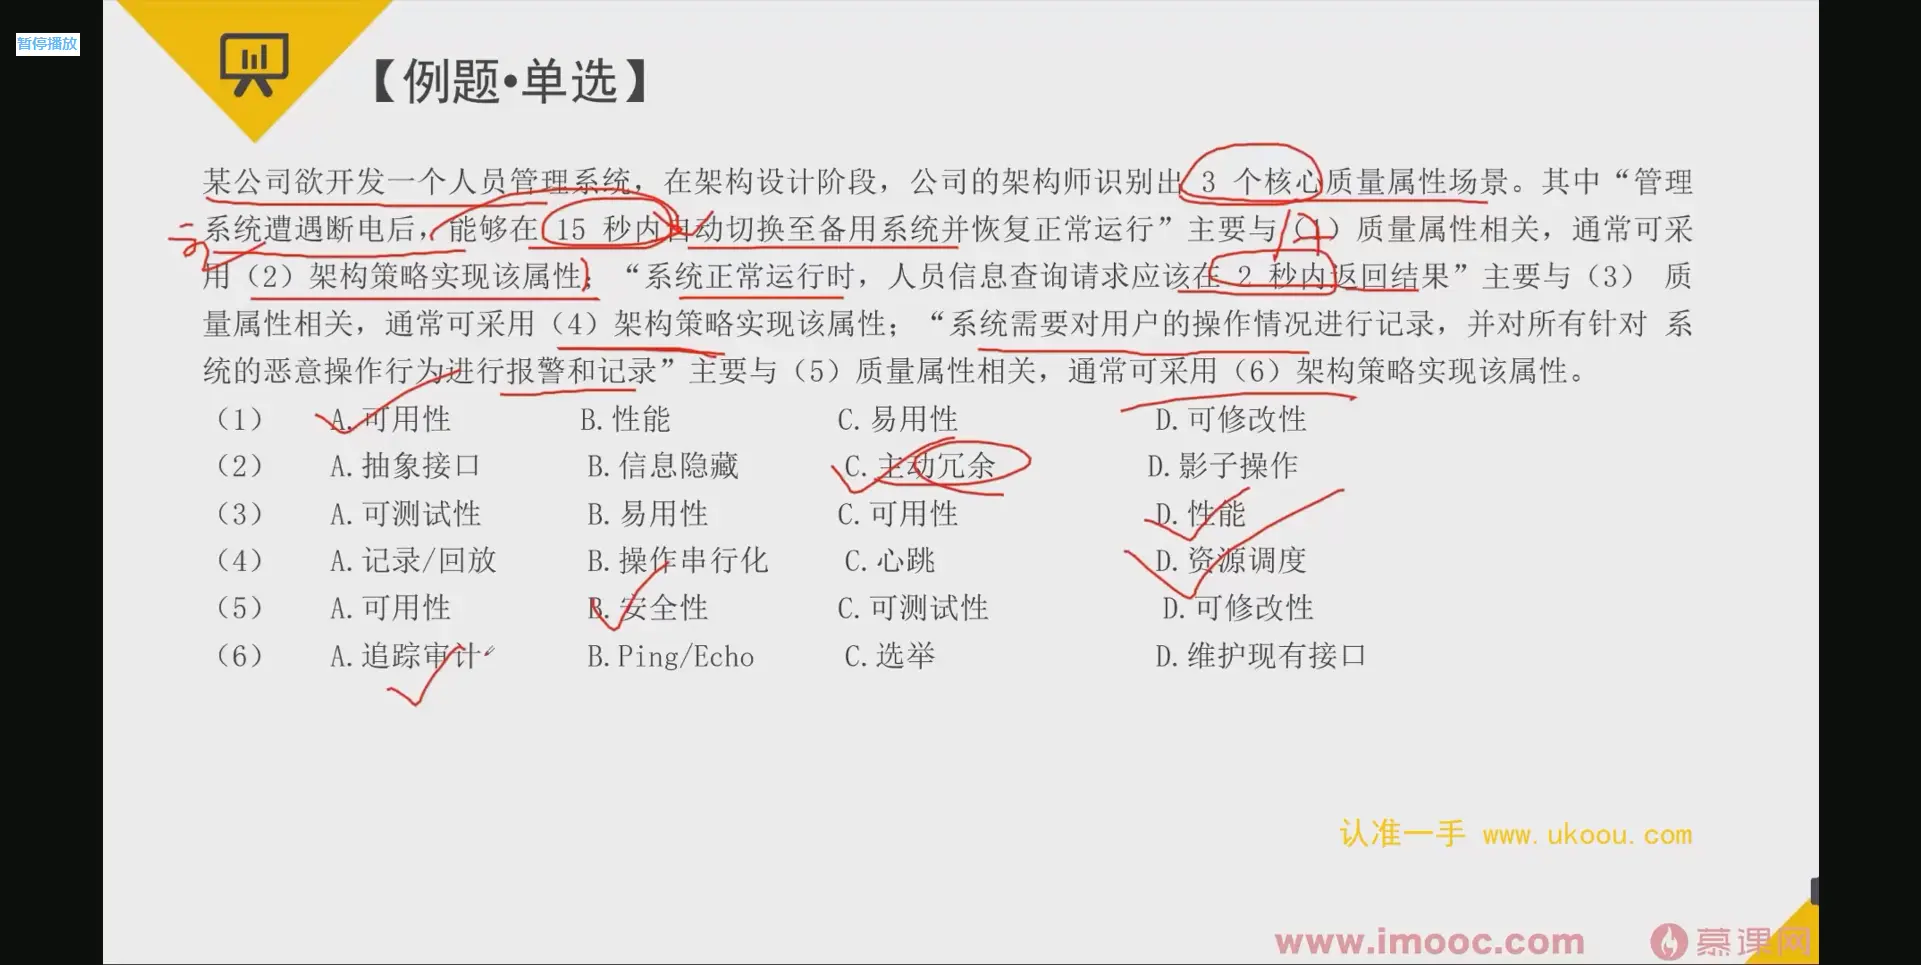 暂停播放
【例题•单选】
某公司欲开发一个人员管理系统，在架构设计阶段，公司的架构师识别出 3 个核心质量属性场景。其中“管理
系统遭遇断电后，能够在 15 秒内自动切换至备用系统并恢复正常运行”主要与（1）质量属性相关，通常可采
用（2）架构策略实现该属性；“系统正常运行时，人员信息查询请求应该在 2 秒内返回结果”主要与（3） 质
量属性相关，通常可采用（4）架构策略实现该属性；“系统需要对用户的操作情况进行记录，并对所有针对 系
统的恶意操作行为进行报警和记录”主要与（5）质量属性相关，通常可采用（6）架构策略实现该属性。
（1） A.可用性 B.性能 C.易用性 D.可修改性
（2） A.抽象接口 B.信息隐藏 C.主动冗余 D.影子操作
（3） A.可测试性 B.易用性 C.可用性 D.性能
（4） A.记录/回放 B.操作串行化 C.心跳 D.资源调度
（5） A.可用性 B.安全性 C.可测试性 D.可修改性
（6） A.追踪审计 B.Ping/Echo C.选举 D.维护现有接口
认准一手 www.ukoou.com
www.imooc.com 慕课网